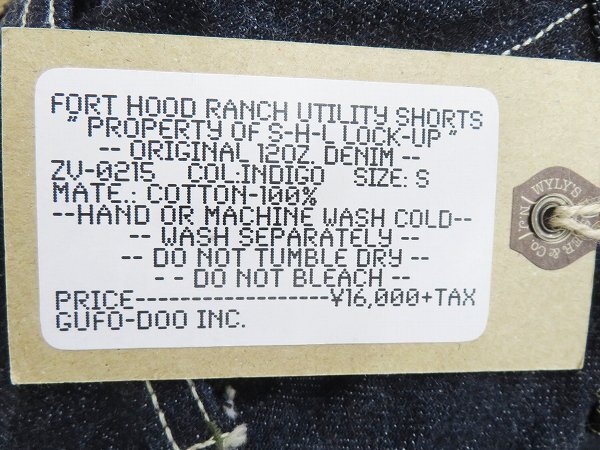 FORT HOOD RANCH UTILITY SHORTS
" PROPERTY OF S-H-L LOCK-UP "
-- ORIGINAL 12OZ. DENIM --
ZV-0215 COL:INDIGO SIZE: S
MATE.: COTTON-100%
--HAND OR MACHINE WASH COLD--
-- WASH SEPARATELY --
-- DO NOT TUMBLE DRY --
-- DO NOT BLEACH --
PRICE-------------------¥16,000+TAX
GUFO-DOO INC.
WYLY'S
& CO